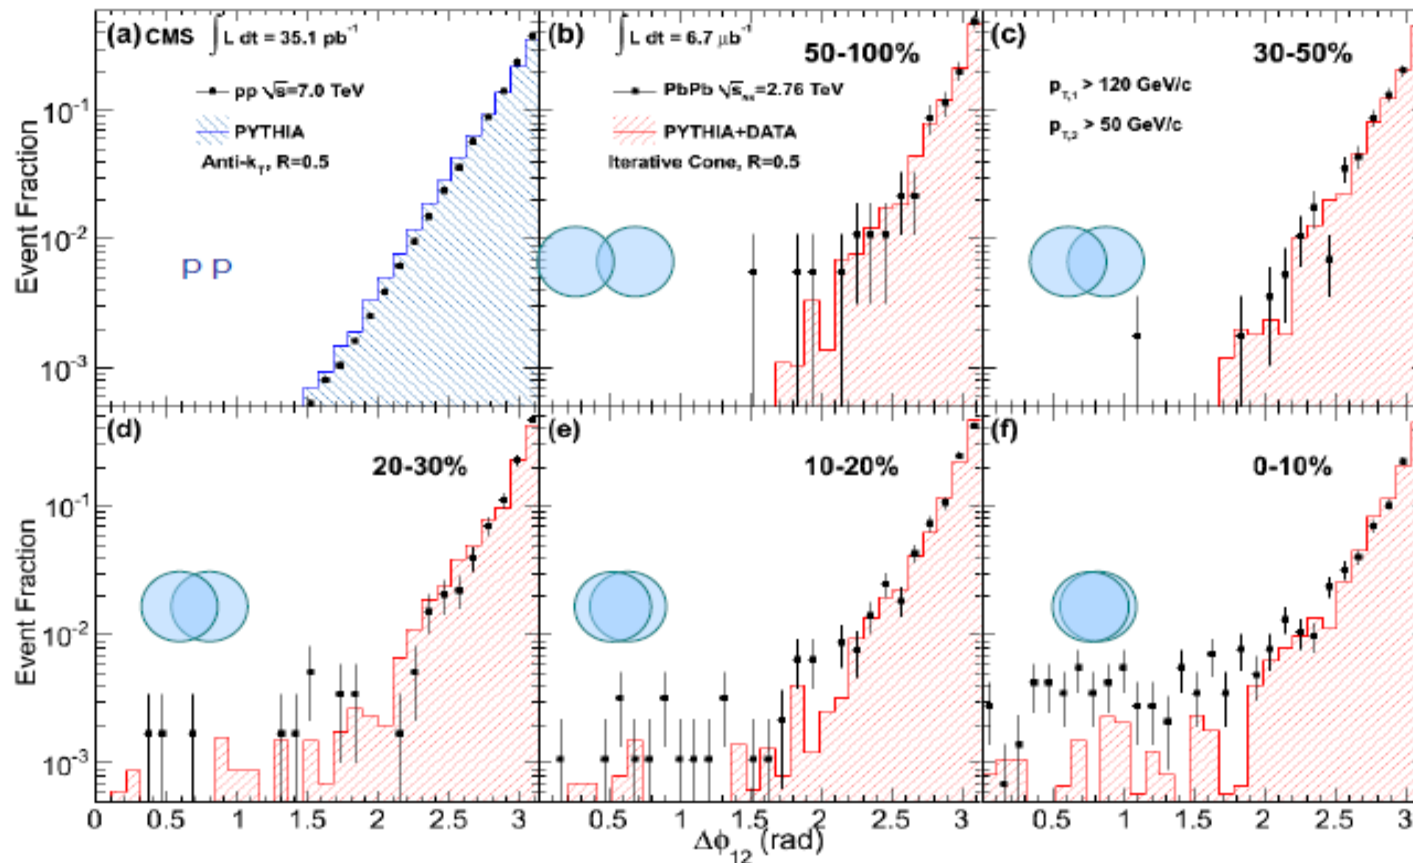 (a) CMS ∫ L dt = 35.1 pb⁻¹
pp √s=7.0 TeV
PYTHIA
Anti-k_T, R=0.5
p p
(b) ∫ L dt = 6.7 μb⁻¹
50-100%
PbPb √s_NN=2.76 TeV
PYTHIA+DATA
Iterative Cone, R=0.5
(c)
30-50%
p_T,1 > 120 GeV/c
p_T,2 > 50 GeV/c
Event Fraction
10⁻¹
10⁻²
10⁻³
(d)
20-30%
(e)
10-20%
(f)
0-10%
Event Fraction
10⁻¹
10⁻²
10⁻³
0 0.5 1 1.5 2 2.5 3 0.5 1 1.5 2 2.5 3 0.5 1 1.5 2 2.5 3
Δϕ₁₂ (rad)